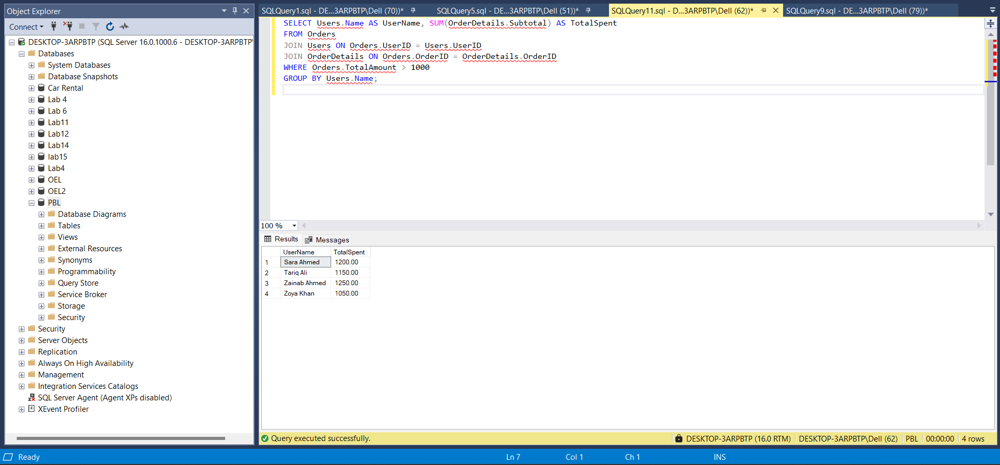 Object Explorer
Connect
DESKTOP-3ARPBTP (SQL Server 16.0.1000.6 - DESKTOP-3ARPBTP\
Databases
System Databases
Database Snapshots
Car Rental
Lab 4
Lab 6
Lab11
Lab12
Lab14
lab15
Lab4
OEL
OEL2
PBL
Database Diagrams
Tables
Views
External Resources
Synonyms
Programmability
Query Store
Service Broker
Storage
Security
Security
Server Objects
Replication
Always On High Availability
Management
Integration Services Catalogs
SQL Server Agent (Agent XPs disabled)
XEvent Profiler
SQLQuery1.sql - DE...3ARPBTP\Dell (70))* SQLQuery5.sql - DE...3ARPBTP\Dell (51))* SQLQuery11.sql - D...3ARPBTP\Dell (62))* SQLQuery9.sql - DE...3ARPBTP\Dell (79))*
SELECT Users.Name AS UserName, SUM(OrderDetails.Subtotal) AS TotalSpent
FROM Orders
JOIN Users ON Orders.UserID = Users.UserID
JOIN OrderDetails ON Orders.OrderID = OrderDetails.OrderID
WHERE Orders.TotalAmount > 1000
GROUP BY Users.Name;
100 %
Results Messages
UserName TotalSpent
1 Sara Ahmed 1200.00
2 Tariq Ali 1150.00
3 Zainab Ahmed 1250.00
4 Zoya Khan 1050.00
Query executed successfully. DESKTOP-3ARPBTP (16.0 RTM) DESKTOP-3ARPBTP\Dell (62) PBL 00:00:00 4 rows
Ready Ln 7 Col 1 Ch 1 INS